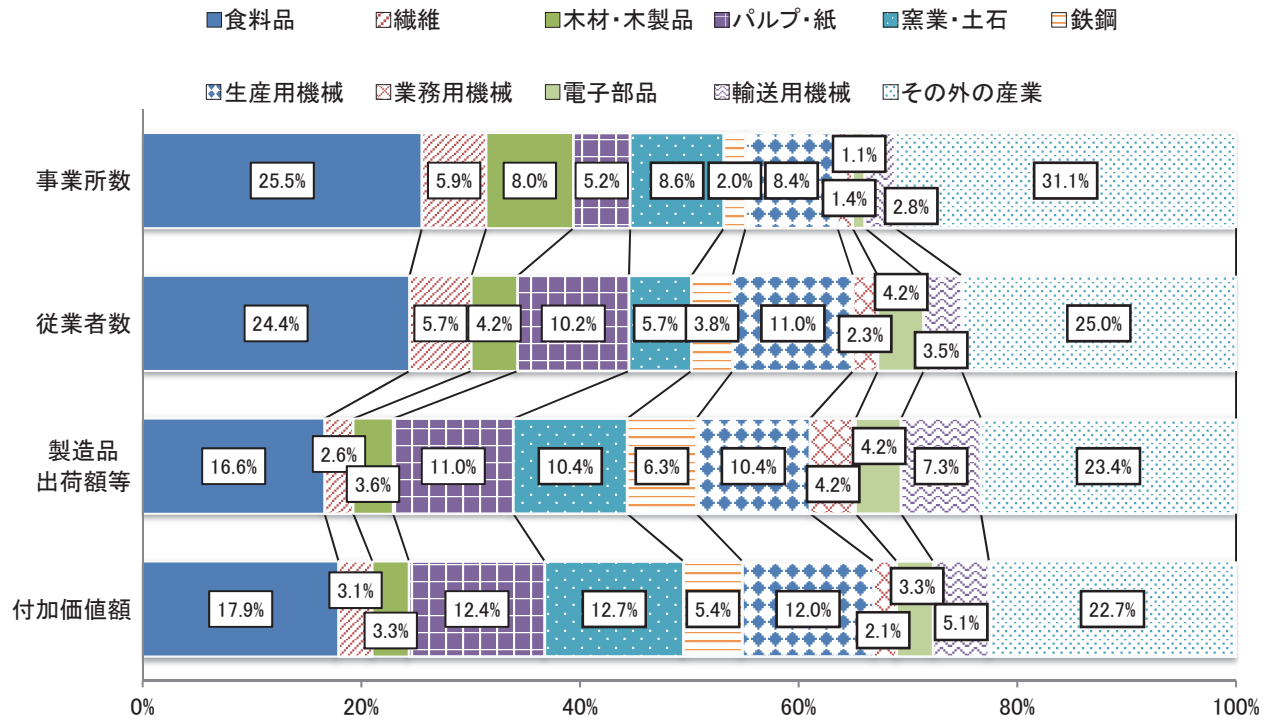 食料品 繊維 木材・木製品 パルプ・紙 窯業・土石 鉄鋼
生産用機械 業務用機械 電子部品 輸送用機械 その外の産業
事業所数 25.5% 5.9% 8.0% 5.2% 8.6% 2.0% 8.4% 1.4% 1.1% 2.8% 31.1%
従業者数 24.4% 5.7% 4.2% 10.2% 5.7% 3.8% 11.0% 2.3% 4.2% 3.5% 25.0%
製造品
出荷額等 16.6% 2.6% 3.6% 11.0% 10.4% 6.3% 10.4% 4.2% 4.2% 7.3% 23.4%
付加価値額 17.9% 3.1% 3.3% 12.4% 12.7% 5.4% 12.0% 2.1% 3.3% 5.1% 22.7%
0% 20% 40% 60% 80% 100%